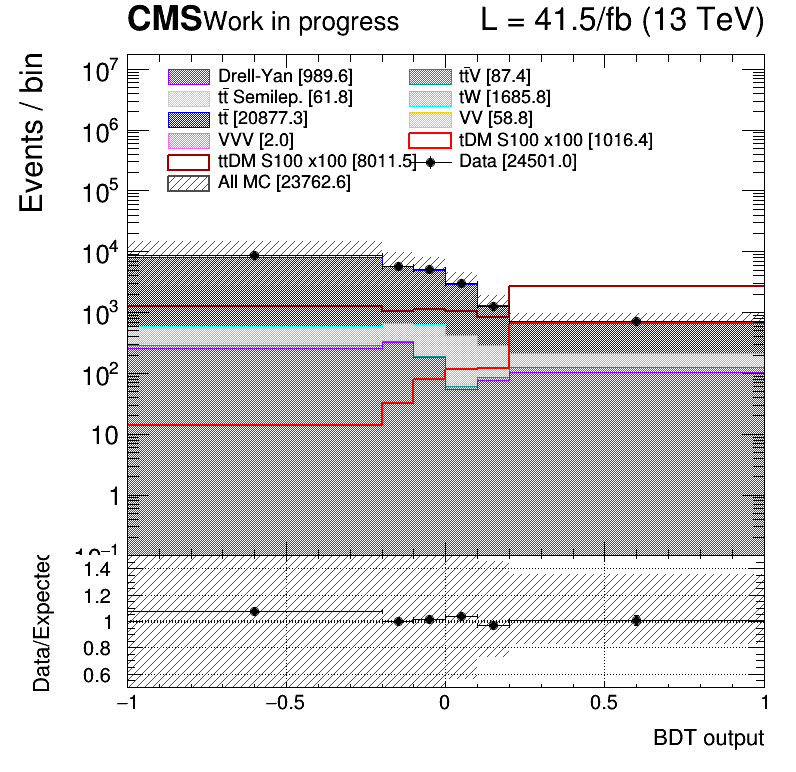 CMS Work in progress L = 41.5/fb (13 TeV)
Events / bin
10⁷
10⁶
10⁵
10⁴
10³
10²
10
1
10⁻¹
Drell-Yan [989.6] tt̄V [87.4]
tt̄ Semilep. [61.8] tW [1685.8]
tt̄ [20877.3] VV [58.8]
VVV [2.0] tDM S100 x100 [1016.4]
ttDM S100 x100 [8011.5] Data [24501.0]
All MC [23762.6]
Data/Expected
1.4
1.2
1
0.8
0.6
−1 −0.5 0 0.5 1
BDT output